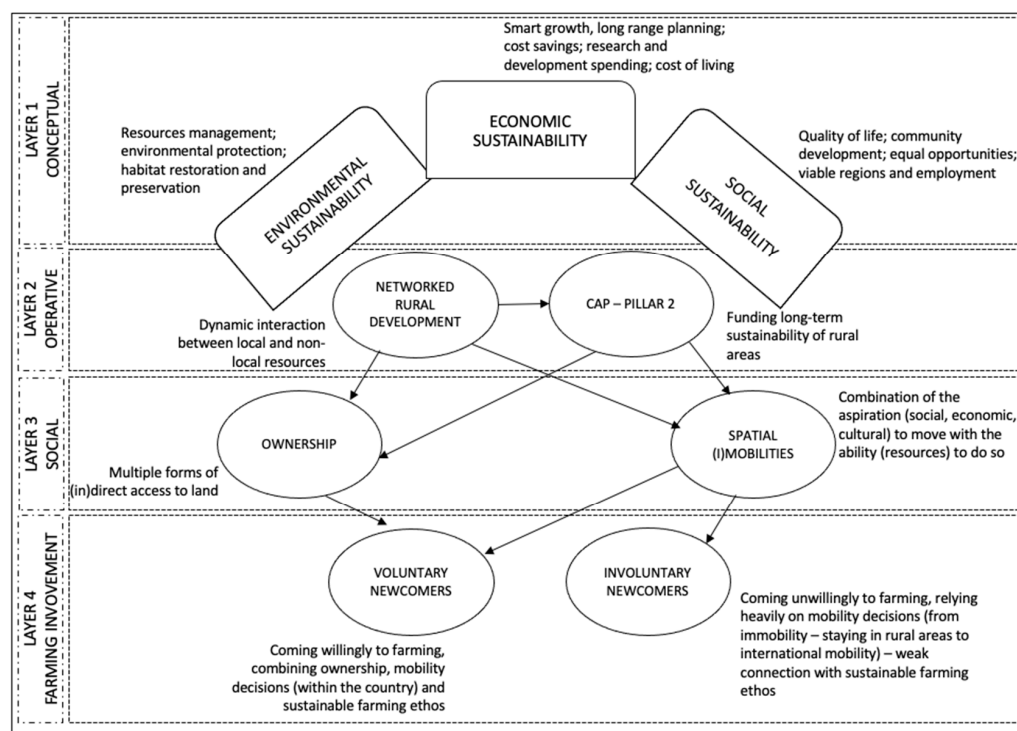 LAYER 1
CONCEPTUAL
Smart growth, long range planning;
cost savings; research and
development spending; cost of living
ECONOMIC
SUSTAINABILITY
Resources management;
environmental protection;
habitat restoration and
preservation
ENVIRONMENTAL
SUSTAINABILITY
Quality of life; community
development; equal opportunities;
viable regions and employment
SOCIAL
SUSTAINABILITY
LAYER 2
OPERATIVE
NETWORKED
RURAL
DEVELOPMENT
CAP – PILLAR 2
Dynamic interaction
between local and non-
local resources
Funding long-term
sustainability of rural
areas
LAYER 3
SOCIAL
OWNERSHIP
SPATIAL
(I)MOBILITIES
Multiple forms of
(in)direct access to land
Combination of the
aspiration (social, economic,
cultural) to move with the
ability (resources) to do so
LAYER 4
FARMING INVOVEMENT
VOLUNTARY
NEWCOMERS
INVOLUNTARY
NEWCOMERS
Coming willingly to farming,
combining ownership, mobility
decisions (within the country) and
sustainable farming ethos
Coming unwillingly to farming, relying
heavily on mobility decisions (from
immobility – staying in rural areas to
international mobility) – weak
connection with sustainable farming
ethos